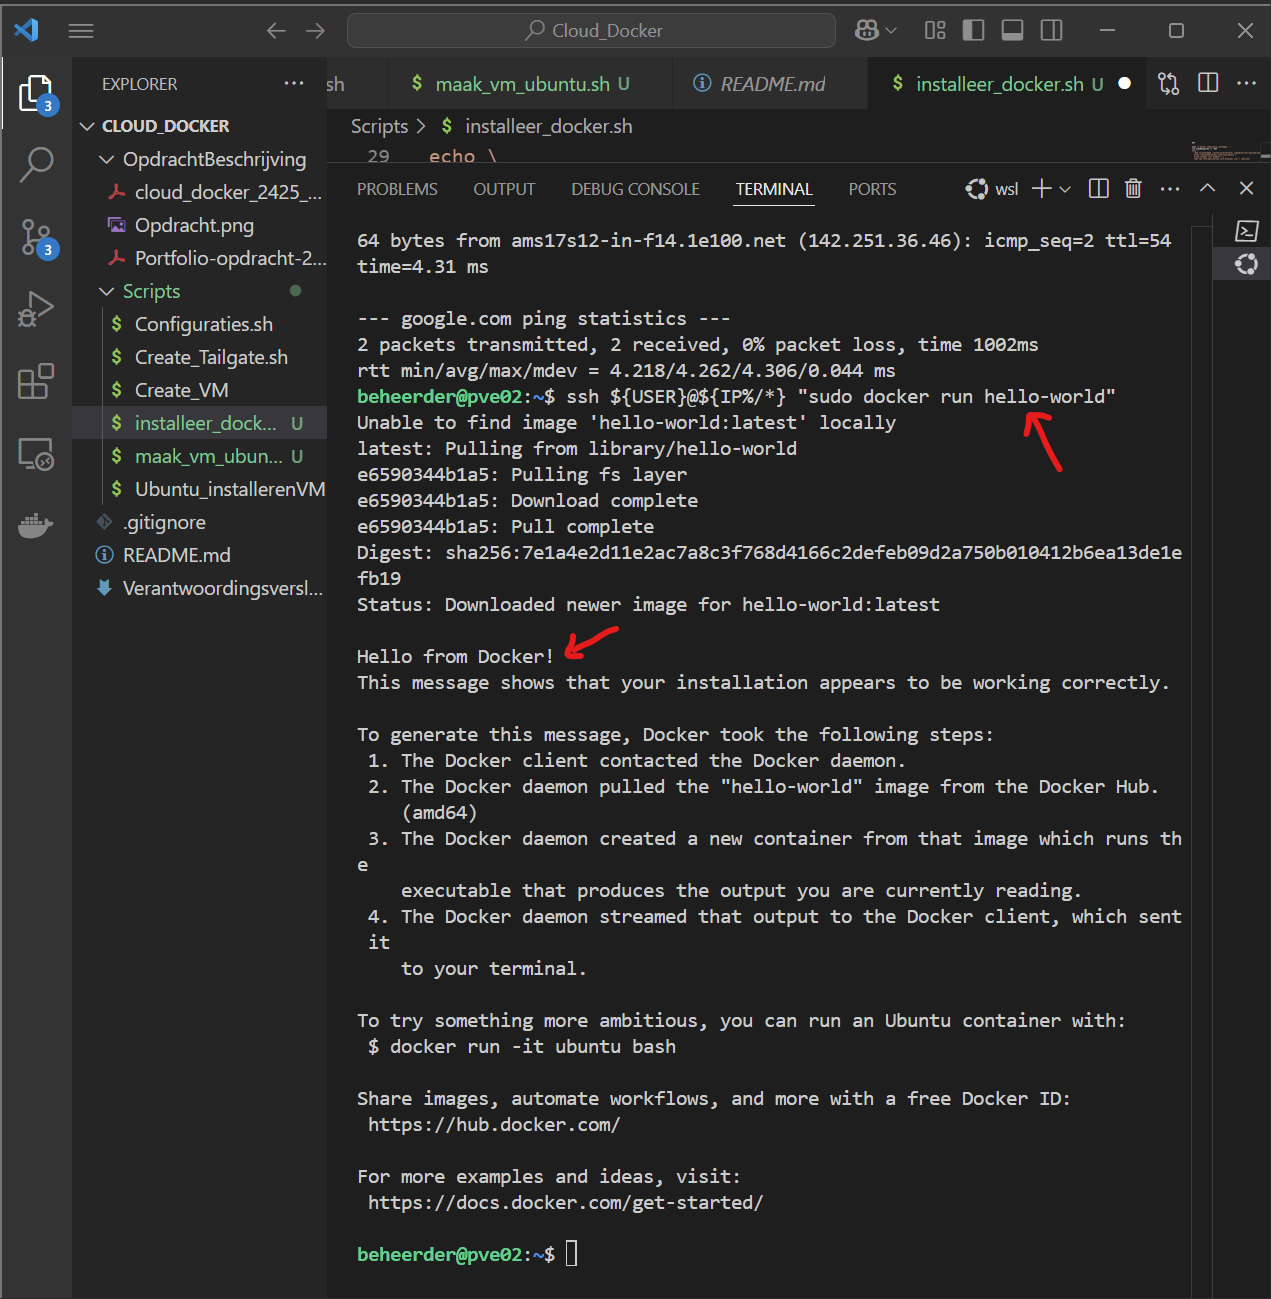 Cloud_Docker
EXPLORER
sh
$ maak_vm_ubuntu.sh U
README.md
$ installeer_docker.sh U
3
CLOUD_DOCKER
Scripts > $ installeer_docker.sh
29 echo \
OpdrachtBeschrijving
cloud_docker_2425_...
Opdracht.png
Portfolio-opdracht-2...
Scripts
$ Configuraties.sh
$ Create_Tailgate.sh
$ Create_VM
$ installeer_dock... U
$ maak_vm_ubun... U
$ Ubuntu_installerenVM
.gitignore
README.md
Verantwoordingsversl...
3
PROBLEMS OUTPUT DEBUG CONSOLE TERMINAL PORTS
wsl
64 bytes from ams17s12-in-f14.1e100.net (142.251.36.46): icmp_seq=2 ttl=54
time=4.31 ms
--- google.com ping statistics ---
2 packets transmitted, 2 received, 0% packet loss, time 1002ms
rtt min/avg/max/mdev = 4.218/4.262/4.306/0.044 ms
beheerder@pve02:~$ ssh ${USER}@${IP%/*} "sudo docker run hello-world"
Unable to find image 'hello-world:latest' locally
latest: Pulling from library/hello-world
e6590344b1a5: Pulling fs layer
e6590344b1a5: Download complete
e6590344b1a5: Pull complete
Digest: sha256:7e1a4e2d11e2ac7a8c3f768d4166c2defeb09d2a750b010412b6ea13de1e
fb19
Status: Downloaded newer image for hello-world:latest
Hello from Docker!
This message shows that your installation appears to be working correctly.
To generate this message, Docker took the following steps:
1. The Docker client contacted the Docker daemon.
2. The Docker daemon pulled the "hello-world" image from the Docker Hub.
(amd64)
3. The Docker daemon created a new container from that image which runs th
e
executable that produces the output you are currently reading.
4. The Docker daemon streamed that output to the Docker client, which sent
it
to your terminal.
To try something more ambitious, you can run an Ubuntu container with:
$ docker run -it ubuntu bash
Share images, automate workflows, and more with a free Docker ID:
https://hub.docker.com/
For more examples and ideas, visit:
https://docs.docker.com/get-started/
beheerder@pve02:~$